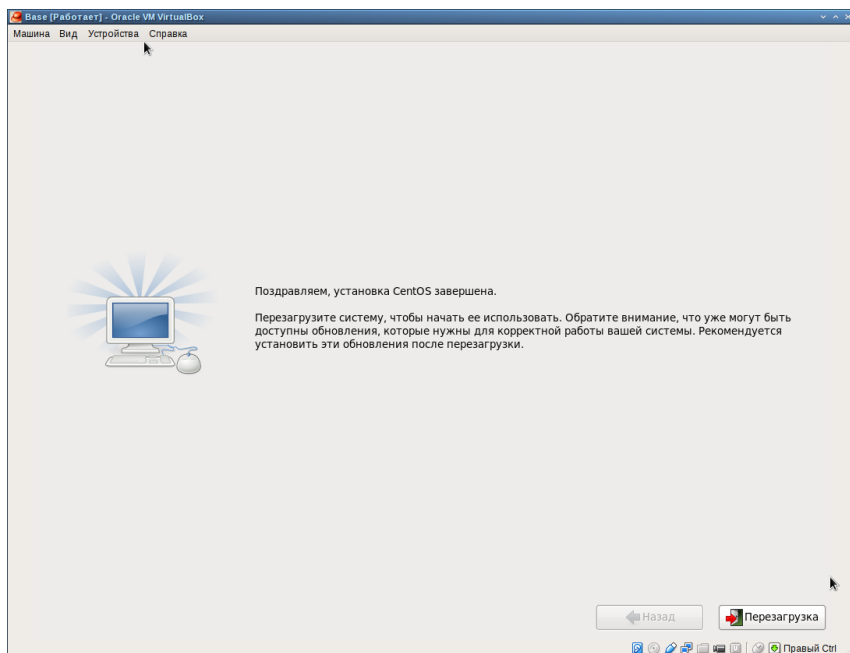 Base [Работает] - Oracle VM VirtualBox
Машина Вид Устройства Справка
Поздравляем, установка CentOS завершена.
Перезагрузите систему, чтобы начать ее использовать. Обратите внимание, что уже могут быть
доступны обновления, которые нужны для корректной работы вашей системы. Рекомендуется
установить эти обновления после перезагрузки.
Назад Перезагрузка
Правый Ctrl